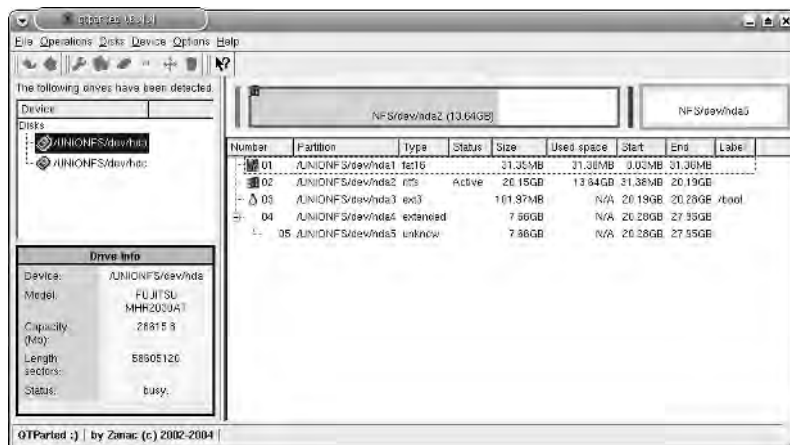 File Operations Disks Device Options Help
The following drives have been detected
Device
Disks
/UNIONFS/dev/hda
/UNIONFS/dev/hdc
NFS/dev/hda2 (13.64GB)
NFS/dev/hda5
Number Partition Type Status Size Used space Start End Label
01 /UNIONFS/dev/hda1 fat16 31.35MB 31.38MB 0.03MB 31.38MB
02 /UNIONFS/dev/hda2 ntfs Active 20.15GB 13.64GB 31.38MB 20.19GB
03 /UNIONFS/dev/hda3 ext3 101.97MB N/A 20.19GB 20.28GB /boot
04 /UNIONFS/dev/hda4 extended 7.66GB N/A 20.28GB 27.95GB
05 /UNIONFS/dev/hda5 unknow 7.66GB N/A 20.28GB 27.95GB
Drive Info
Device: /UNIONFS/dev/hda
Model: FUJITSU
MHR2030AT
Capacity
(Mb): 28615.8
Length
sectors: 58605120
Status: busy.
QTParted :) by Zanac (c) 2002-2004